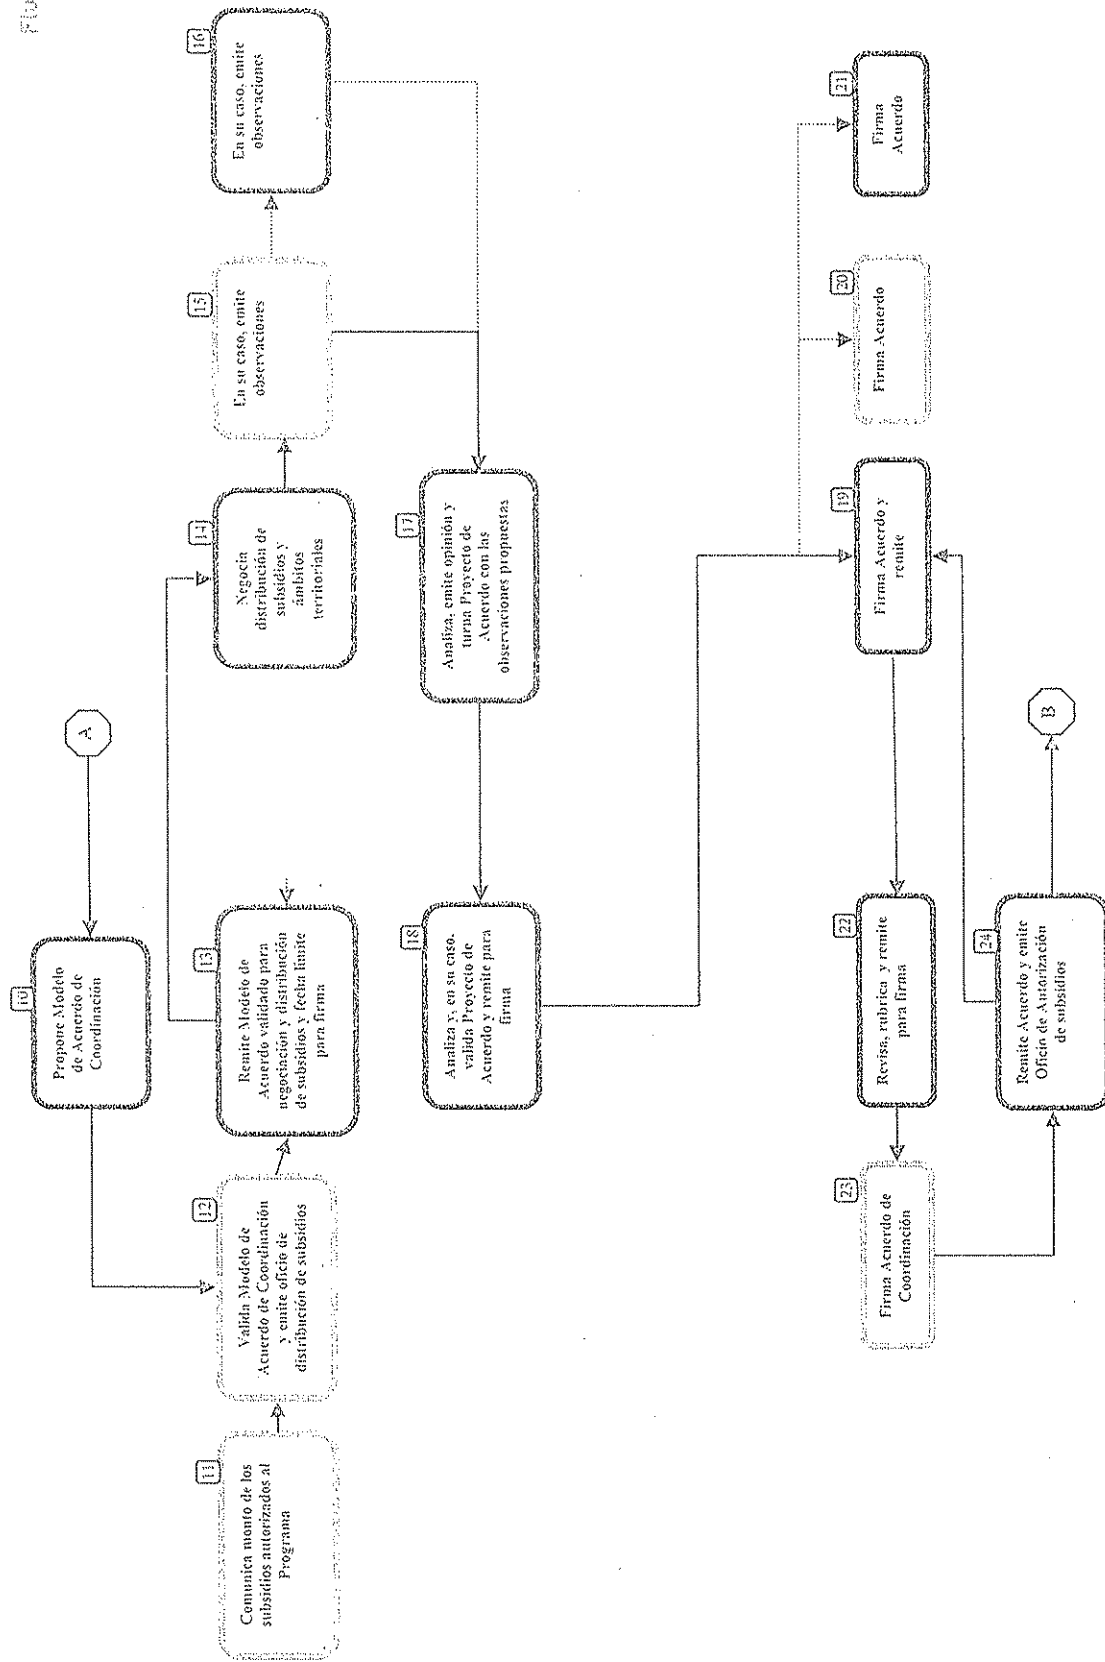 Flu
10
Propone Modelo
de Acuerdo de
Coordinación
A
11
Comunica monto de los
subsidios autorizados al
Programa
12
Valida Modelo de
Acuerdo de Coordinación
y emite oficio de
distribución de subsidios
13
Remite Modelo de
Acuerdo validado para
negociación y distribución
de subsidios y fecha límite
para firma
14
Negocia
distribución de
subsidios y
ámbitos
territoriales
15
En su caso, emite
observaciones
16
En su caso, emite
observaciones
17
Analiza, emite opinión y
turna Proyecto de
Acuerdo con las
observaciones propuestas
18
Analiza y, en su caso.
valida Proyecto de
Acuerdo y remite para
firma
19
Firma Acuerdo y
remite
20
Firma Acuerdo
21
Firma
Acuerdo
22
Revisa, rubrica y remite
para firma
23
Firma Acuerdo de
Coordinación
24
Remite Acuerdo y emite
Oficio de Autorización
de subsidios
B